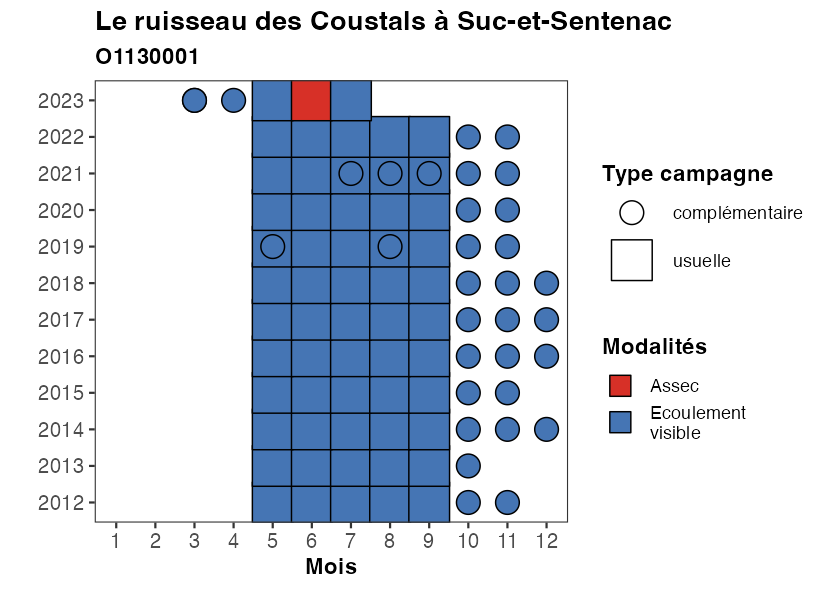 Le ruisseau des Coustals à Suc-et-Sentenac
O1130001
2023
2022
2021
2020
2019
2018
2017
2016
2015
2014
2013
2012
1 2 3 4 5 6 7 8 9 10 11 12
Mois
Type campagne
complémentaire
usuelle
Modalités
Assec
Ecoulement
visible